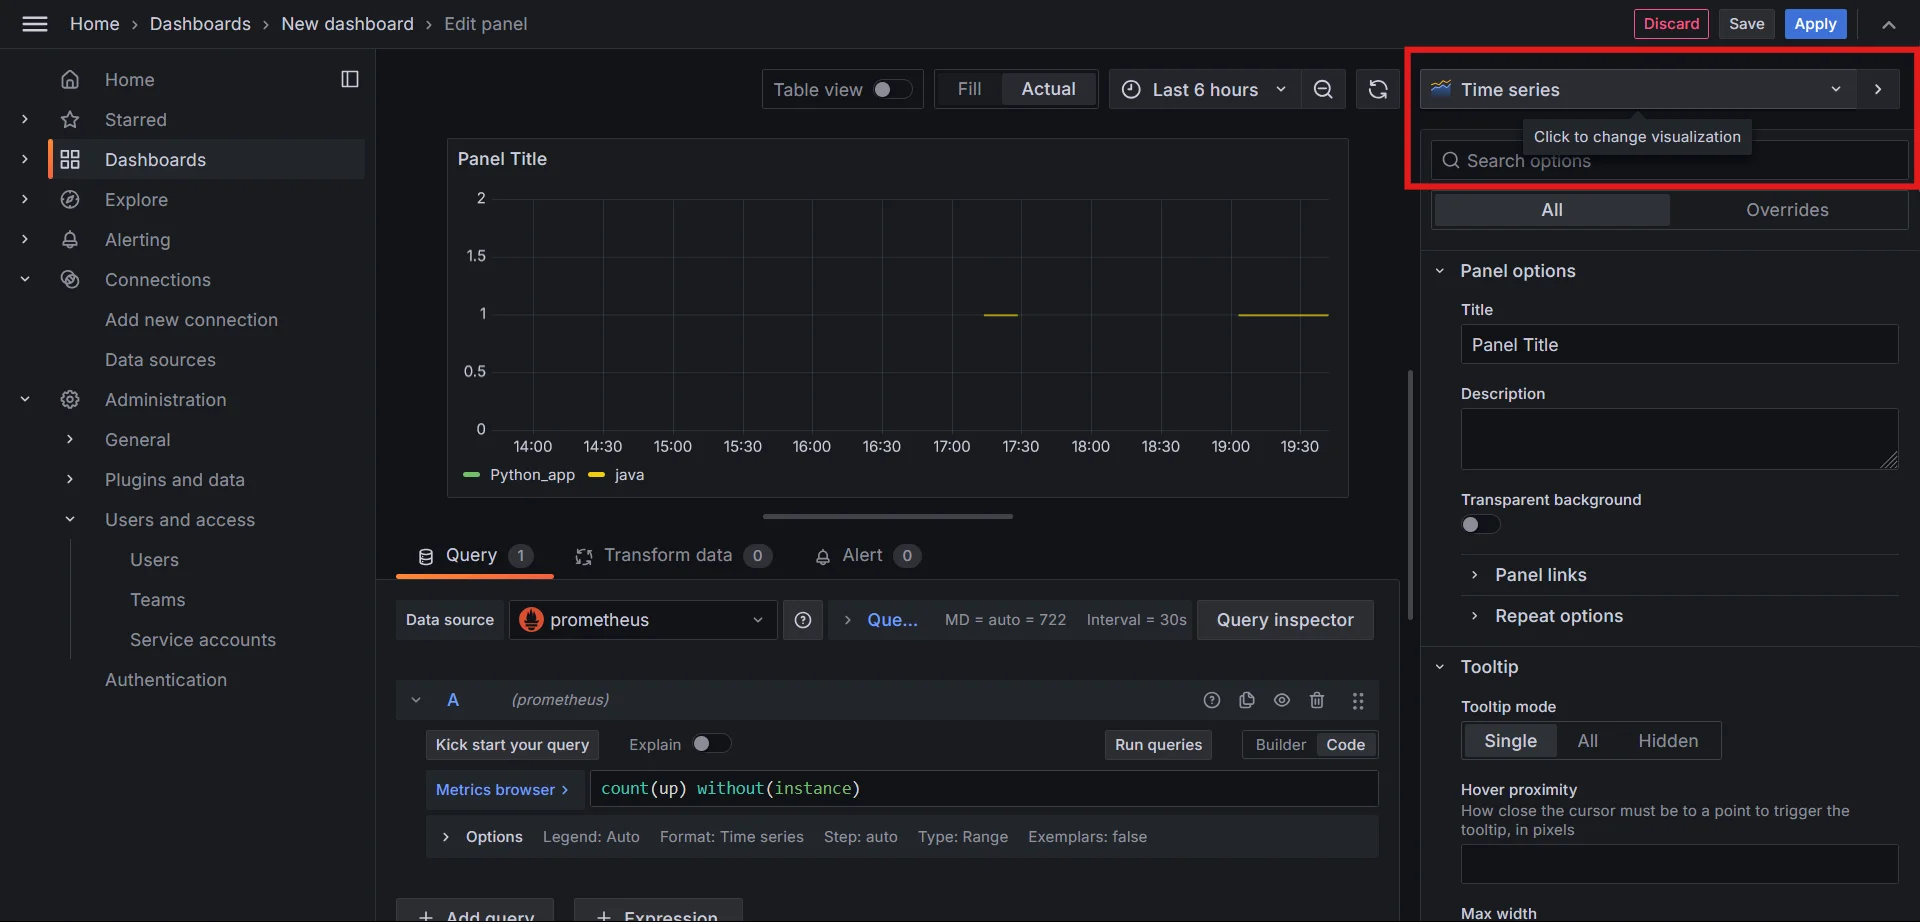 Home › Dashboards › New dashboard › Edit panel
Discard Save Apply
Home
Starred
Dashboards
Explore
Alerting
Connections
Add new connection
Data sources
Administration
General
Plugins and data
Users and access
Users
Teams
Service accounts
Authentication
Table view Fill Actual Last 6 hours
Panel Title
2
1.5
1
0.5
0
14:00 14:30 15:00 15:30 16:00 16:30 17:00 17:30 18:00 18:30 19:00 19:30
Python_app java
Query 1 Transform data 0 Alert 0
Data source prometheus Que... MD = auto = 722 Interval = 30s Query inspector
A (prometheus)
Kick start your query Explain Run queries Builder Code
Metrics browser › count(up) without(instance)
Options Legend: Auto Format: Time series Step: auto Type: Range Exemplars: false
+ Add query + Expression
Time series
Click to change visualization
Search options
All Overrides
Panel options
Title
Panel Title
Description
Transparent background
Panel links
Repeat options
Tooltip
Tooltip mode
Single All Hidden
Hover proximity
How close the cursor must be to a point to trigger the
tooltip, in pixels
Max width